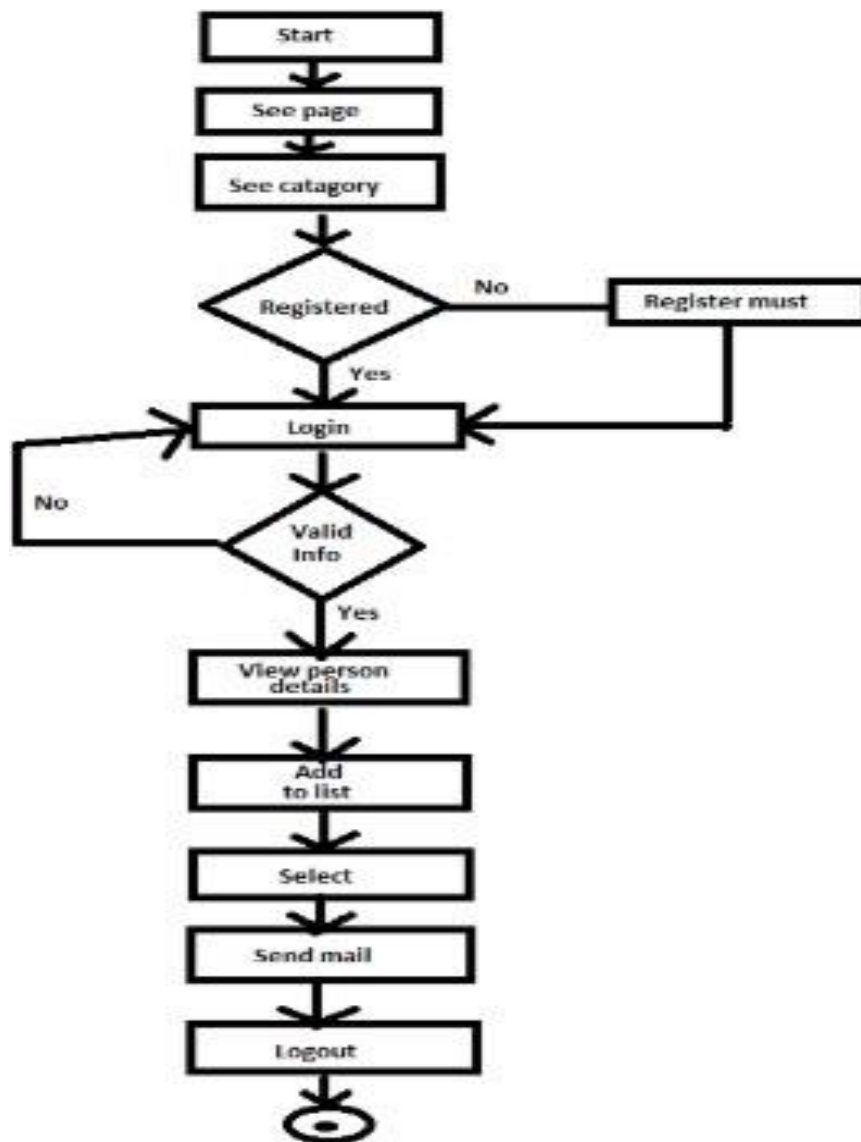 Start
See page
See catagory
Registered
No
Register must
Yes
Login
No
Valid
Info
Yes
View person
details
Add
to list
Select
Send mail
Logout